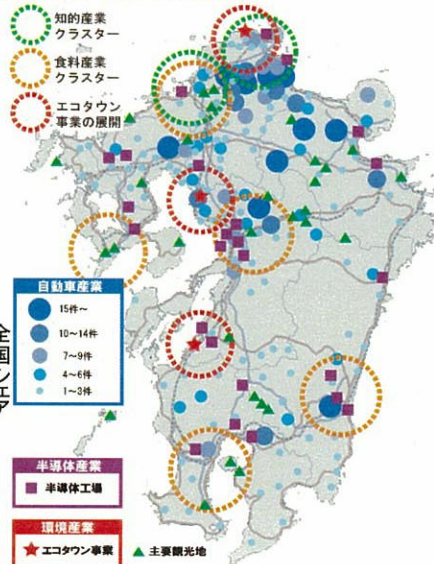 知的産業
クラスター
食料産業
クラスター
エコタウン
事業の展開
自動車産業
15件～
10～14件
7～9件
4～6件
1～3件
全国シェア
半導体産業
半導体工場
環境産業
エコタウン事業
主要観光地